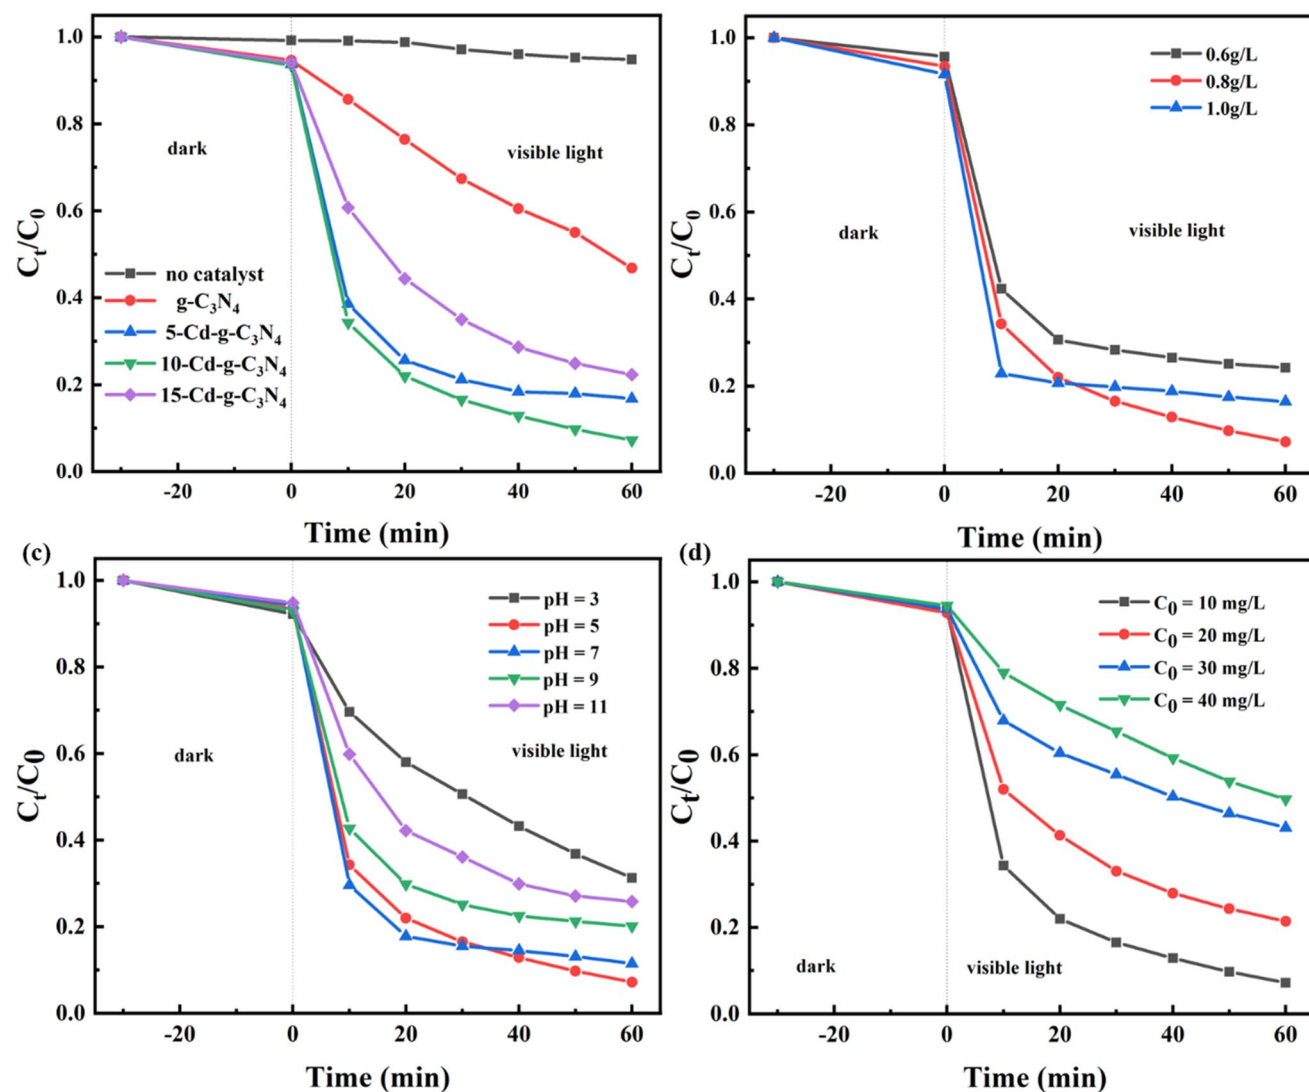 1.0
0.8
0.6
0.4
0.2
0.0
Cₜ/C₀
dark
visible light
no catalyst
g-C₃N₄
5-Cd-g-C₃N₄
10-Cd-g-C₃N₄
15-Cd-g-C₃N₄
-20 0 20 40 60
Time (min)
1.0
0.8
0.6
0.4
0.2
0.0
Cₜ/C₀
0.6g/L
0.8g/L
1.0g/L
dark
visible light
-20 0 20 40 60
Time (min)
(c)
1.0
0.8
0.6
0.4
0.2
0.0
Cₜ/C₀
pH = 3
pH = 5
pH = 7
pH = 9
pH = 11
dark
visible light
-20 0 20 40 60
Time (min)
(d)
1.0
0.8
0.6
0.4
0.2
0.0
Cₜ/C₀
C₀ = 10 mg/L
C₀ = 20 mg/L
C₀ = 30 mg/L
C₀ = 40 mg/L
dark
visible light
-20 0 20 40 60
Time (min)